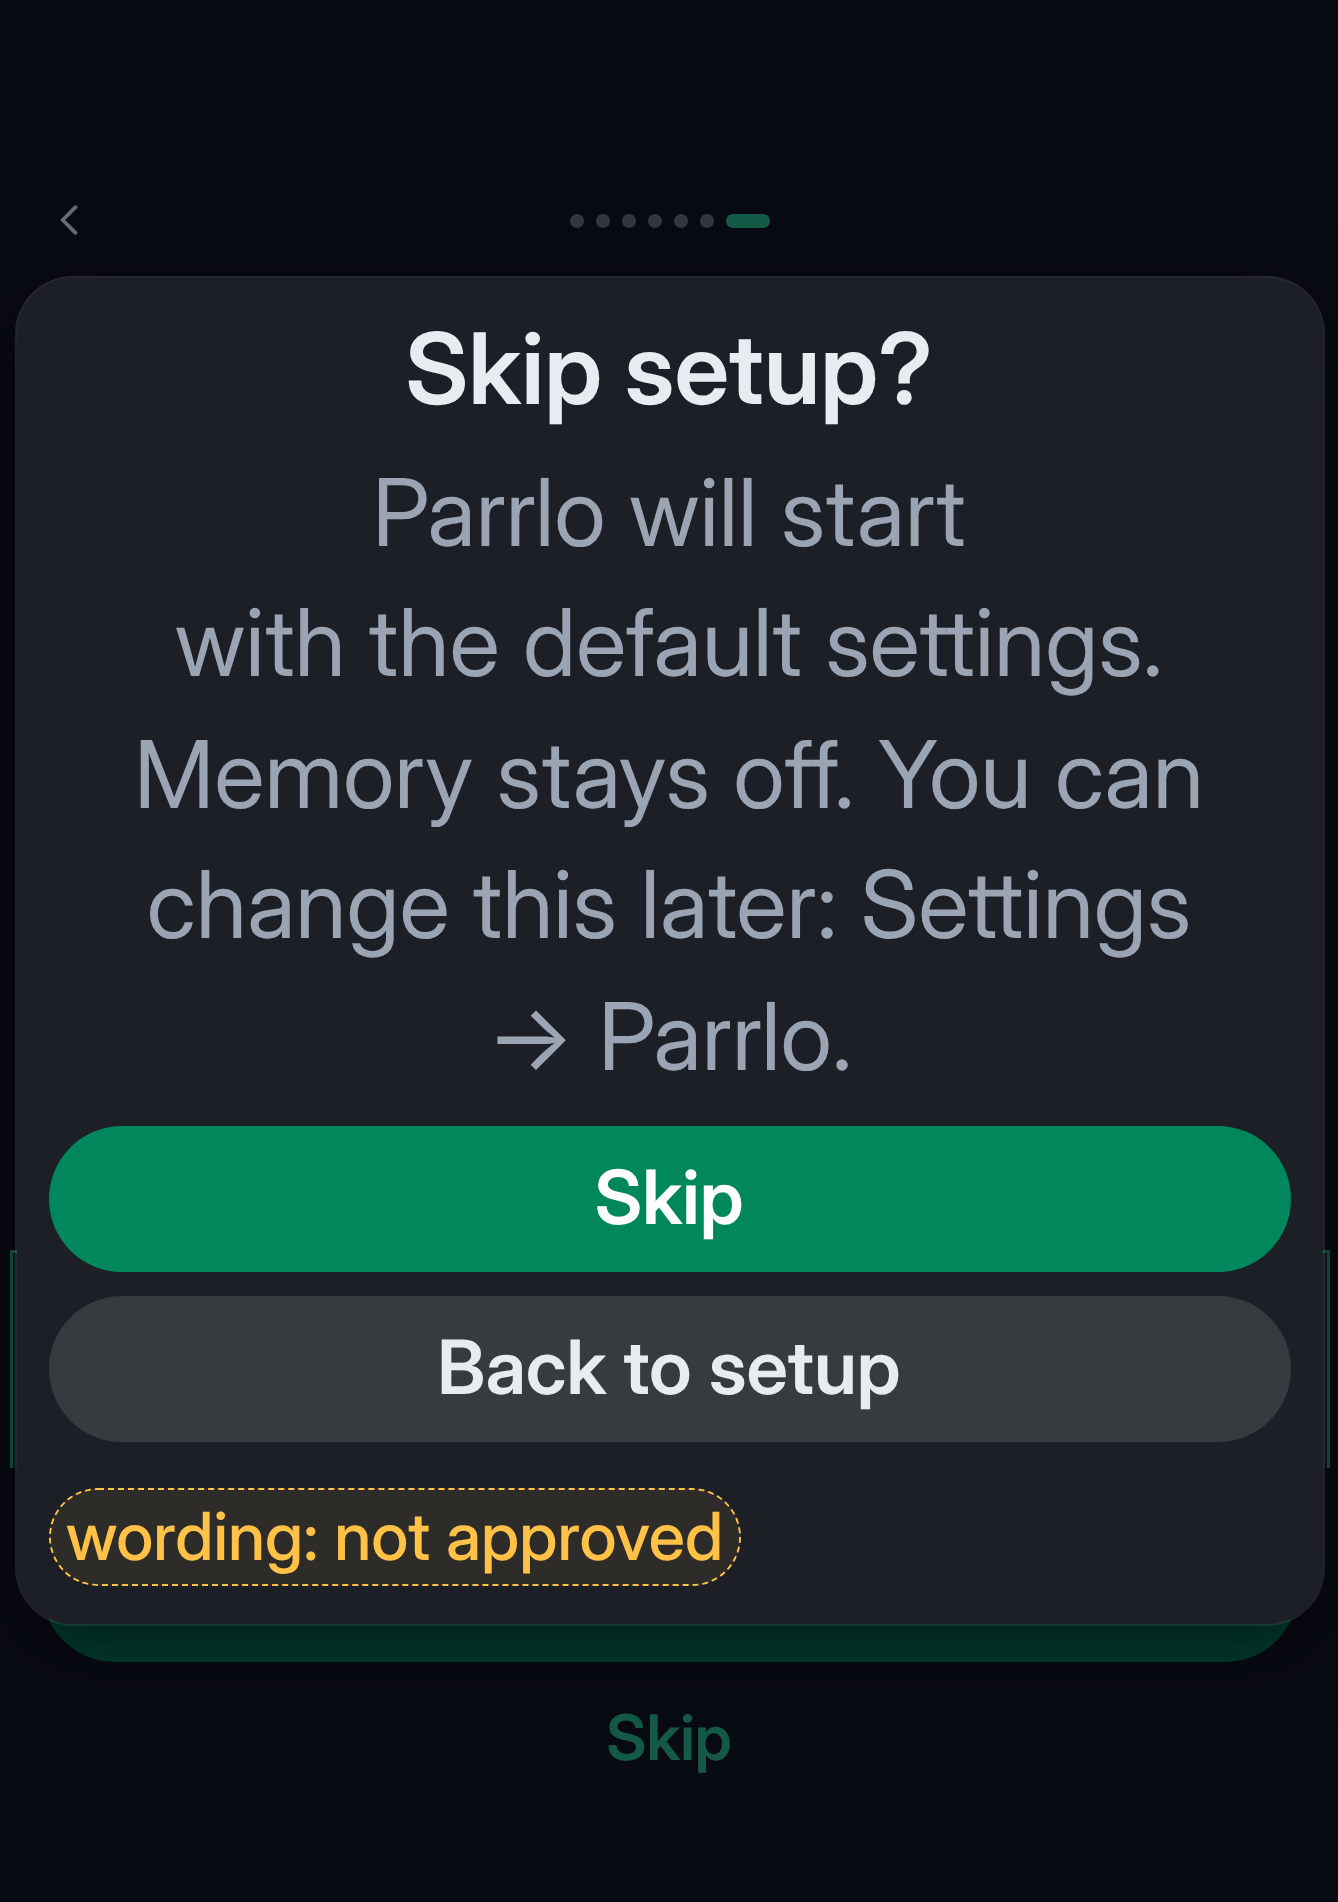 Skip setup?
Parrlo will start
with the default settings.
Memory stays off. You can
change this later: Settings
→ Parrlo.
Skip
Back to setup
wording: not approved
Skip